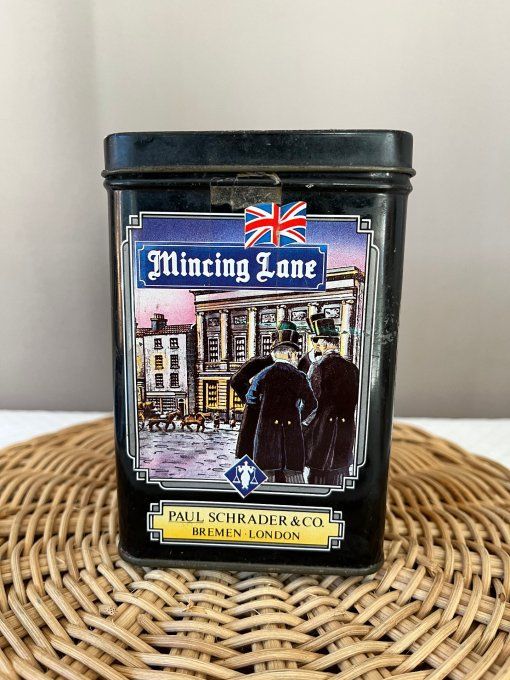 Mincing Lane
PAUL SCHRADER & CO.
BREMEN · LONDON